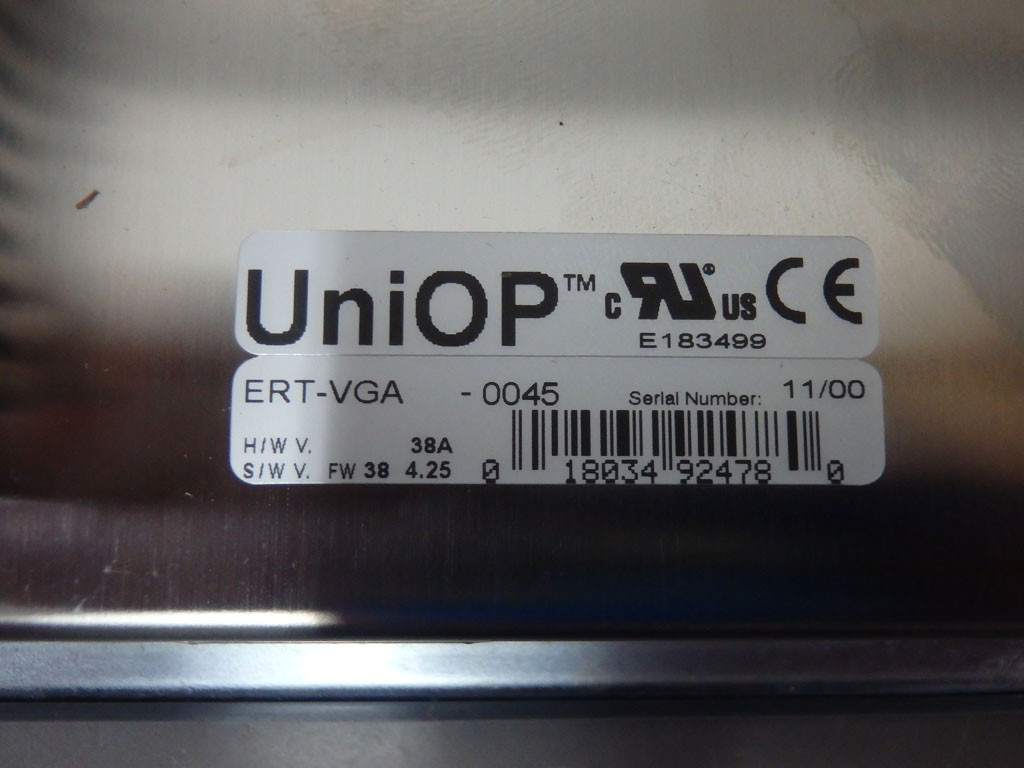 UniOP™ c RU® US CE
E183499
ERT-VGA - 0045 Serial Number: 11/00
H/W V. 38A
S/W V. FW 38 4.25
0 18034 92478 0